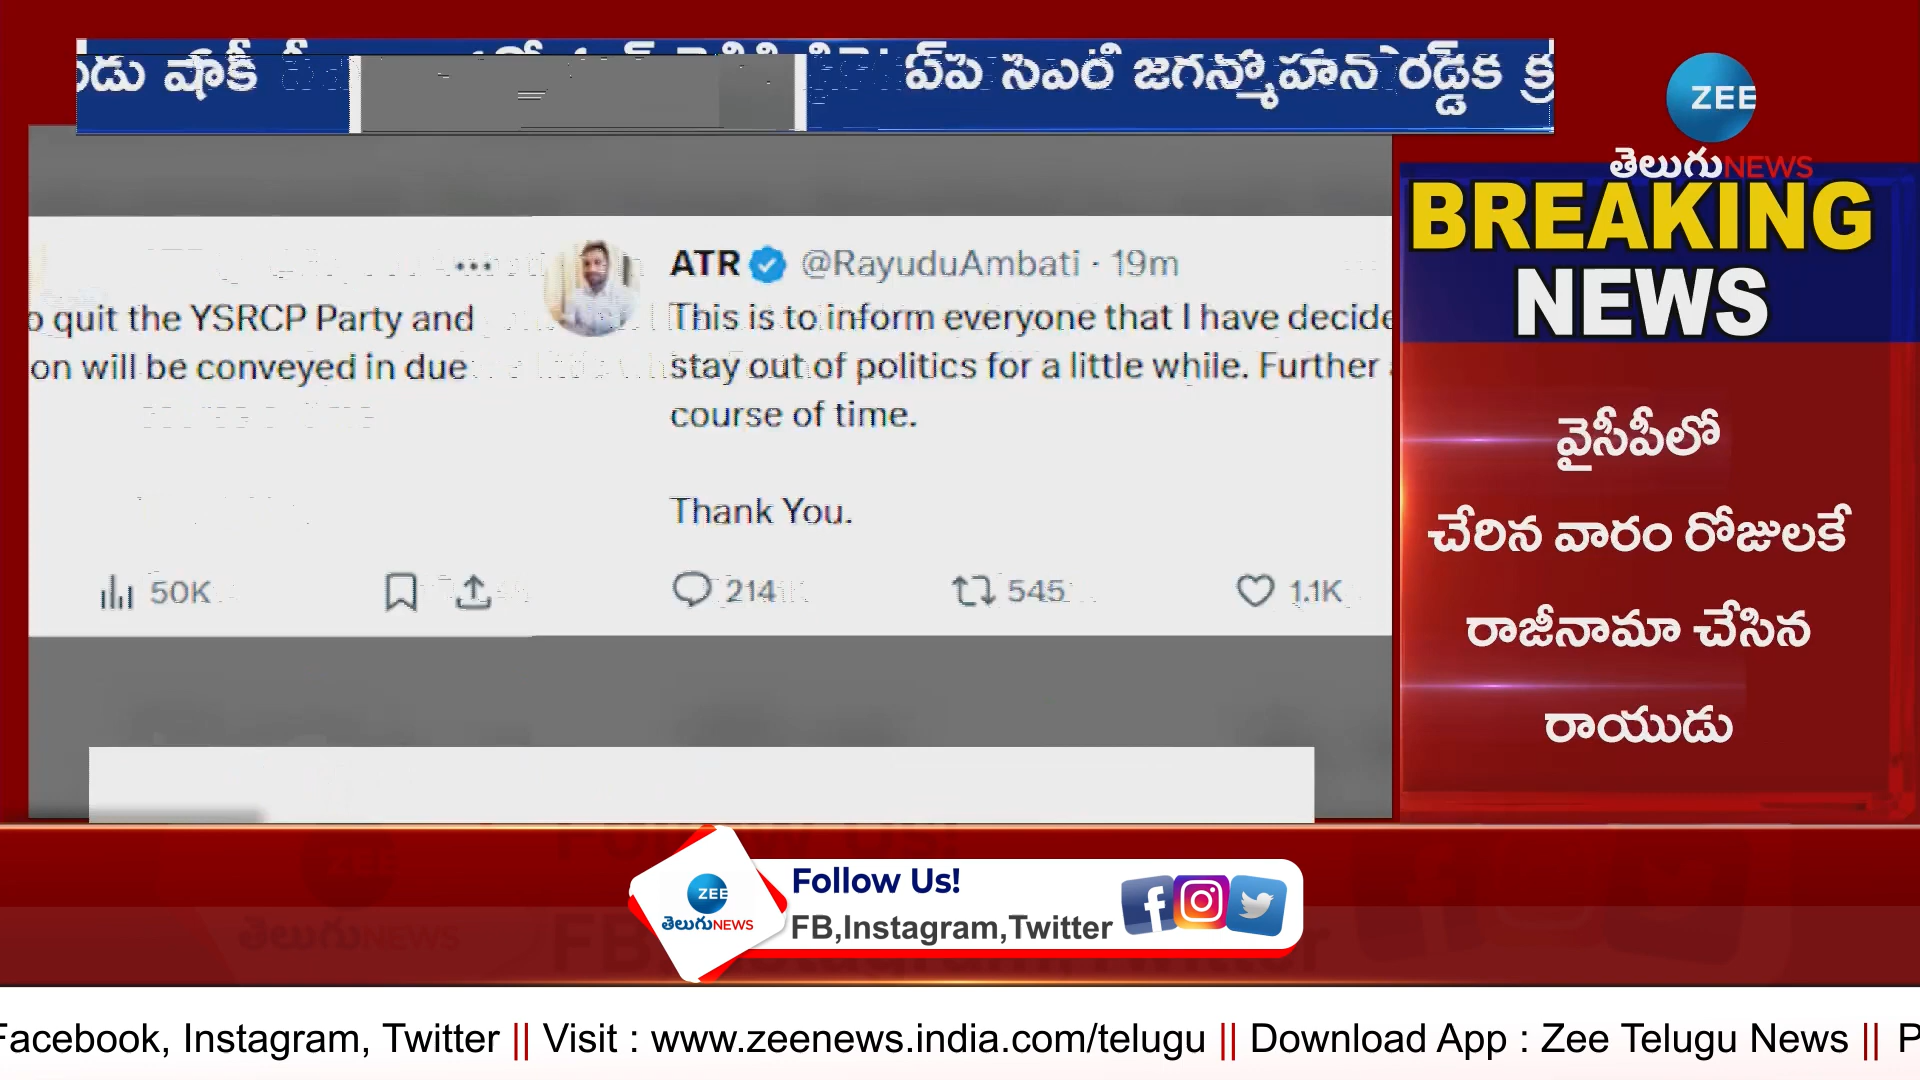 షాకీ
ఏపీ సీఎం జగన్మోహన్ రెడ్డికి
ZEE
తెలుగుNEWS
BREAKING
NEWS
వైసీపీలో
చేరిన వారం రోజులకే
రాజీనామా చేసిన
రాయుడు
quit the YSRCP Party and
on will be conveyed in due
50K
ATR @RayuduAmbati · 19m
This is to inform everyone that I have decide
stay out of politics for a little while. Further
course of time.
Thank You.
214 545 1.1K
ZEE
తెలుగుNEWS
Follow Us!
FB,Instagram,Twitter
Facebook, Instagram, Twitter || Visit : www.zeenews.india.com/telugu || Download App : Zee Telugu News || P